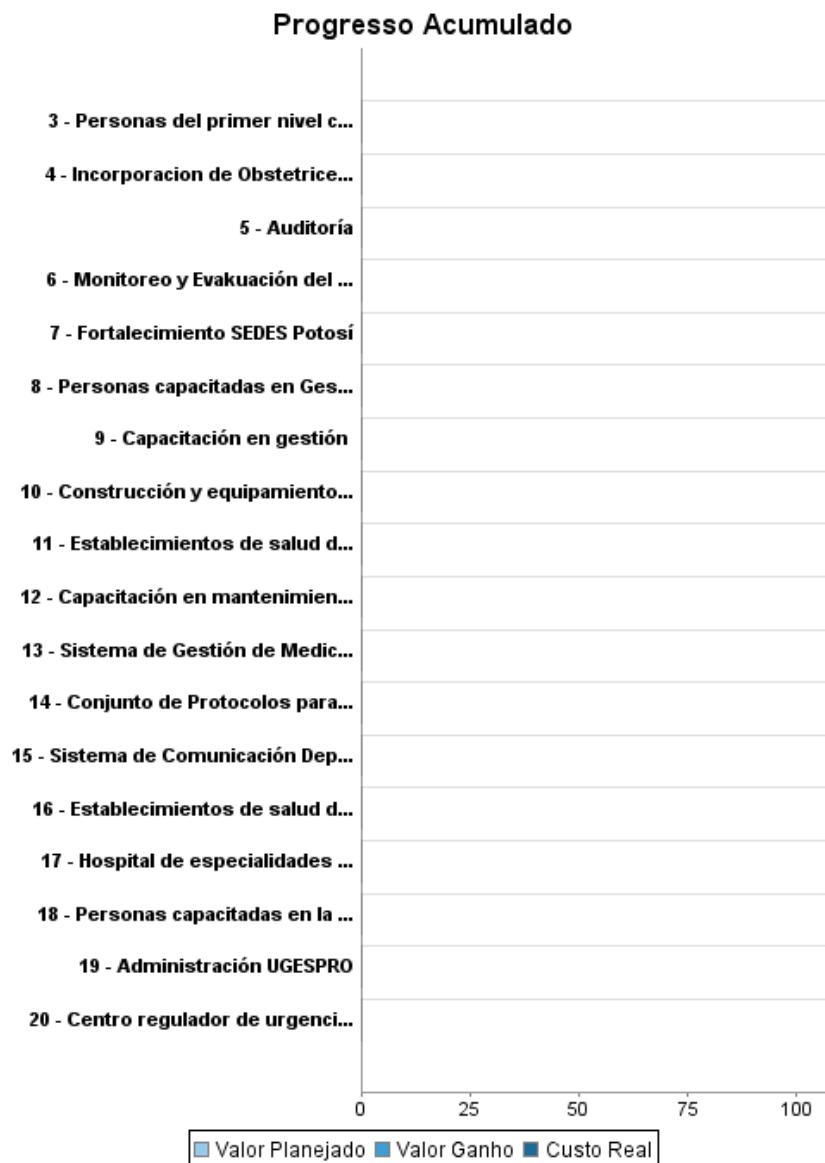 Progresso Acumulado
3 - Personas del primer nivel c...
4 - Incorporacion de Obstetrice...
5 - Auditoría
6 - Monitoreo y Evakuación del ...
7 - Fortalecimiento SEDES Potosí
8 - Personas capacitadas en Ges...
9 - Capacitación en gestión
10 - Construcción y equipamiento...
11 - Establecimientos de salud d...
12 - Capacitación en mantenimien...
13 - Sistema de Gestión de Medic...
14 - Conjunto de Protocolos para...
15 - Sistema de Comunicación Dep...
16 - Establecimientos de salud d...
17 - Hospital de especialidades ...
18 - Personas capacitadas en la ...
19 - Administración UGESPRO
20 - Centro regulador de urgenci...
0 25 50 75 100
Valor Planejado Valor Ganho Custo Real